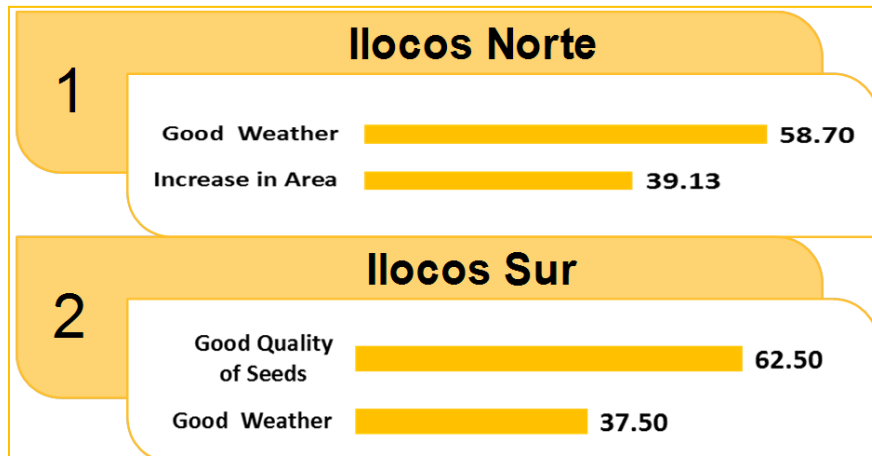 Ilocos Norte
1
Good Weather 58.70
Increase in Area 39.13
Ilocos Sur
2
Good Quality
of Seeds
62.50
Good Weather 37.50